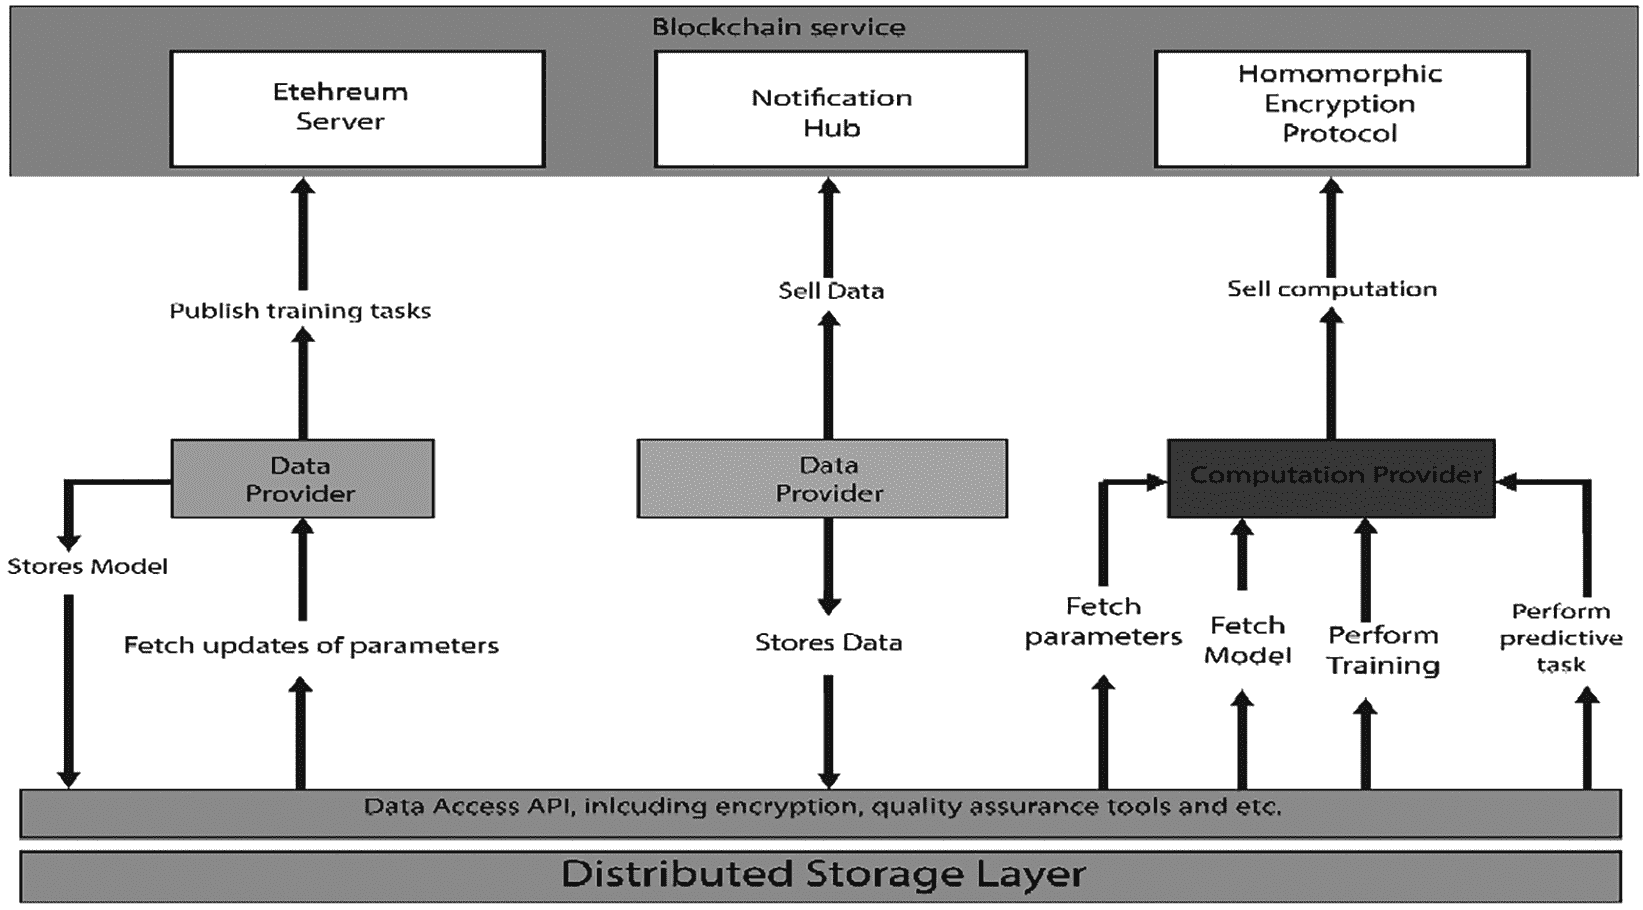 Blockchain service
Etehreum
Server
Notification
Hub
Homomorphic
Encryption
Protocol
Publish training tasks
Sell Data
Sell computation
Data
Provider
Data
Provider
Computation Provider
Stores Model
Fetch updates of parameters
Stores Data
Fetch
parameters
Fetch
Model
Perform
Training
Perform
predictive
task
Data Access API, inlcuding encryption, quality assurance tools and etc.
Distributed Storage Layer